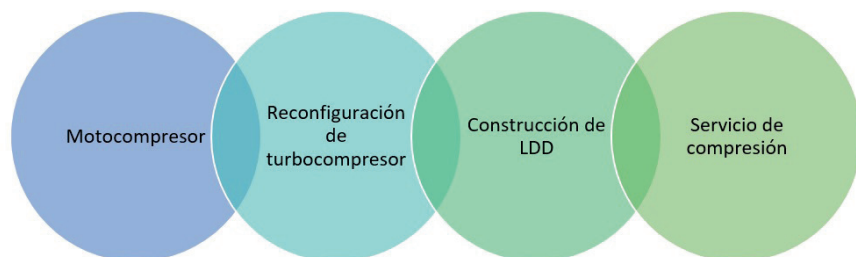 Motocompresor
Reconfiguración
de
turbocompresor
Construcción de
LDD
Servicio de
compresión